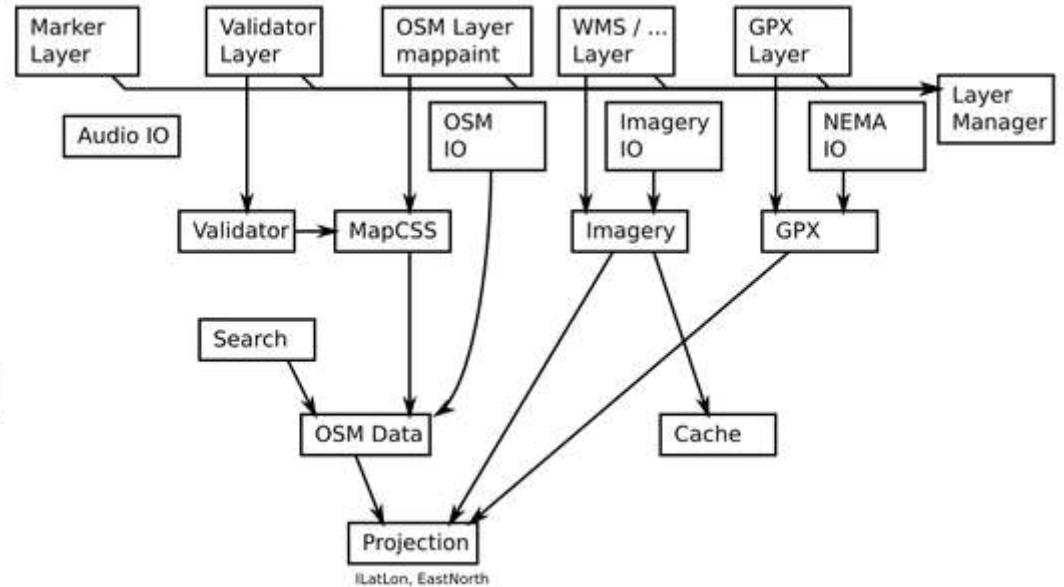 Marker
Layer
Validator
Layer
OSM Layer
mappaint
WMS / ...
Layer
GPX
Layer
Layer
Manager
Audio IO
OSM
IO
Imagery
IO
NEMA
IO
Validator
MapCSS
Imagery
GPX
Search
OSM Data
Cache
Projection
ILatLon, EastNorth